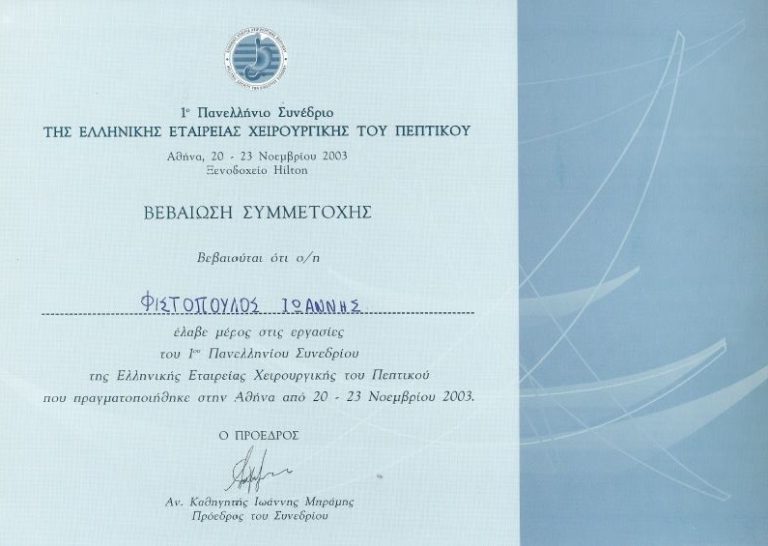 1ο Πανελλήνιο Συνέδριο
ΤΗΣ ΕΛΛΗΝΙΚΗΣ ΕΤΑΙΡΕΙΑΣ ΧΕΙΡΟΥΡΓΙΚΗΣ ΤΟΥ ΠΕΠΤΙΚΟΥ
Αθήνα, 20 - 23 Νοεμβρίου 2003
Ξενοδοχείο Hilton
ΒΕΒΑΙΩΣΗ ΣΥΜΜΕΤΟΧΗΣ
Βεβαιούται ότι ο/η
ΦΙΣΤΟΠΟΥΛΟΣ ΙΩΑΝΝΗΣ
έλαβε μέρος στις εργασίες
του 1ου Πανελληνίου Συνεδρίου
της Ελληνικής Εταιρείας Χειρουργικής του Πεπτικού
που πραγματοποιήθηκε στην Αθήνα από 20 - 23 Νοεμβρίου 2003.
Ο ΠΡΟΕΔΡΟΣ
Αν. Καθηγητής Ιωάννης Μπράμης
Πρόεδρος του Συνεδρίου